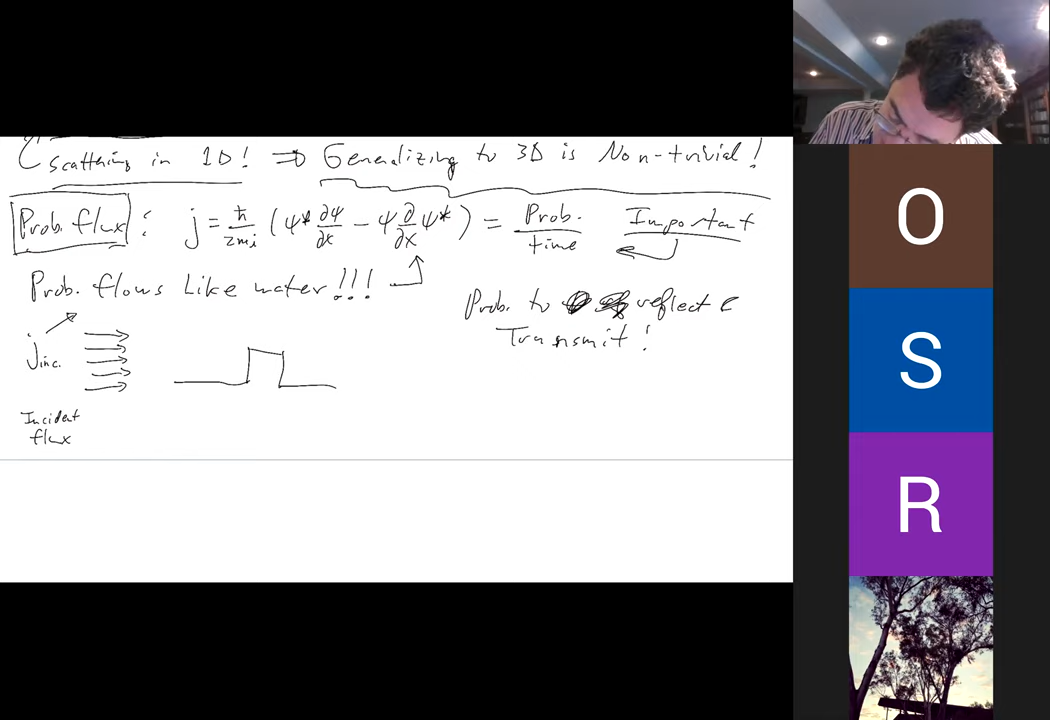 Scattering in 1D! ⇒ Generalizing to 3D is Non-trivial!
Prob. flux : j = ħ/2mi (ψ* ∂ψ/∂x − ψ ∂/∂x ψ*) = Prob./time Important
Prob. flows Like water!!!
Prob. to reflect
Transmit!
jinc.
Incident
flux
O
S
R